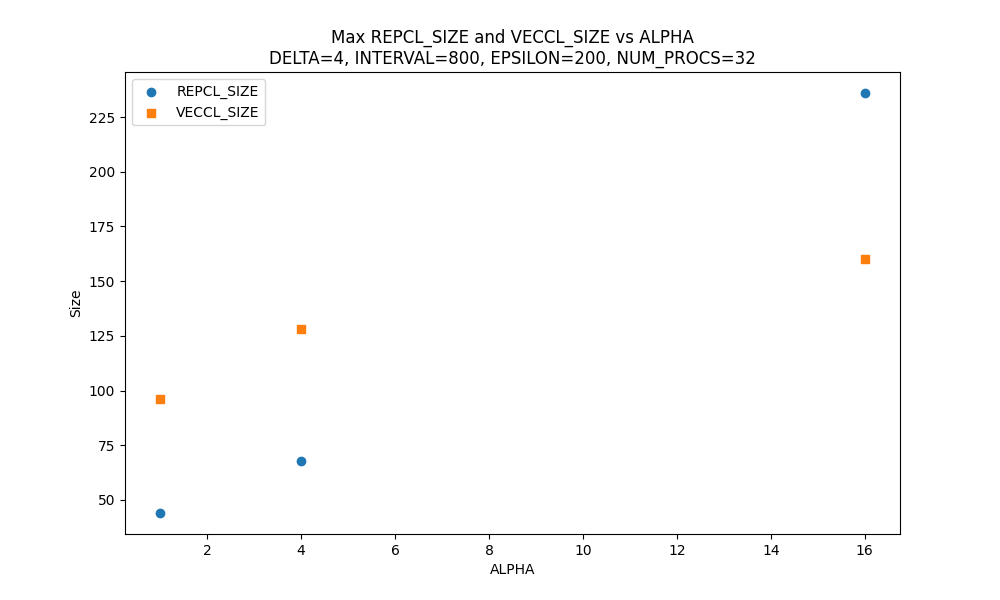 Max REPCL_SIZE and VECCL_SIZE vs ALPHA
DELTA=4, INTERVAL=800, EPSILON=200, NUM_PROCS=32
REPCL_SIZE
VECCL_SIZE
225
200
175
150
125
100
75
50
Size
2 4 6 8 10 12 14 16
ALPHA